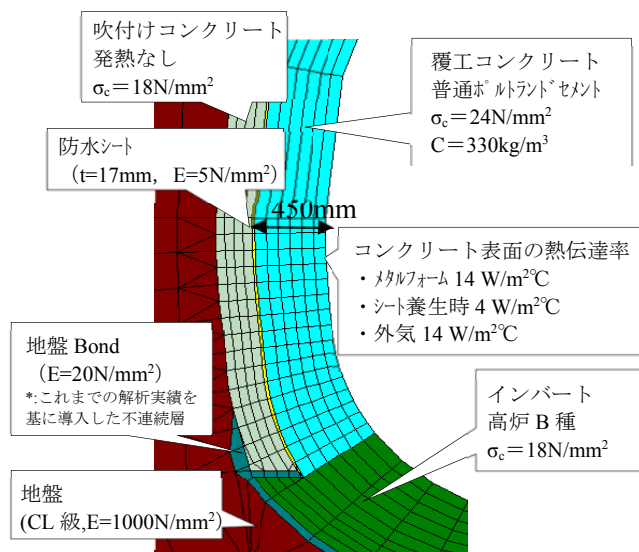 吹付けコンクリート
発熱なし
σc＝18N/mm²
覆工コンクリート
普通ﾎﾟﾙﾄﾗﾝﾄﾞｾﾒﾝﾄ
σc＝24N/mm²
C＝330kg/m³
防水ｼｰﾄ
（t=17mm，E=5N/mm²）
450mm
コンクリート表面の熱伝達率
・ﾒﾀﾙﾌｫｰﾑ 14 W/m²℃
・ｼｰﾄ養生時 4 W/m²℃
・外気 14 W/m²℃
地盤 Bond
（E=20N/mm²）
*:これまでの解析実績を
基に導入した不連続層
インバート
高炉 B 種
σc＝18N/mm²
地盤
(CL 級,E=1000N/mm²)